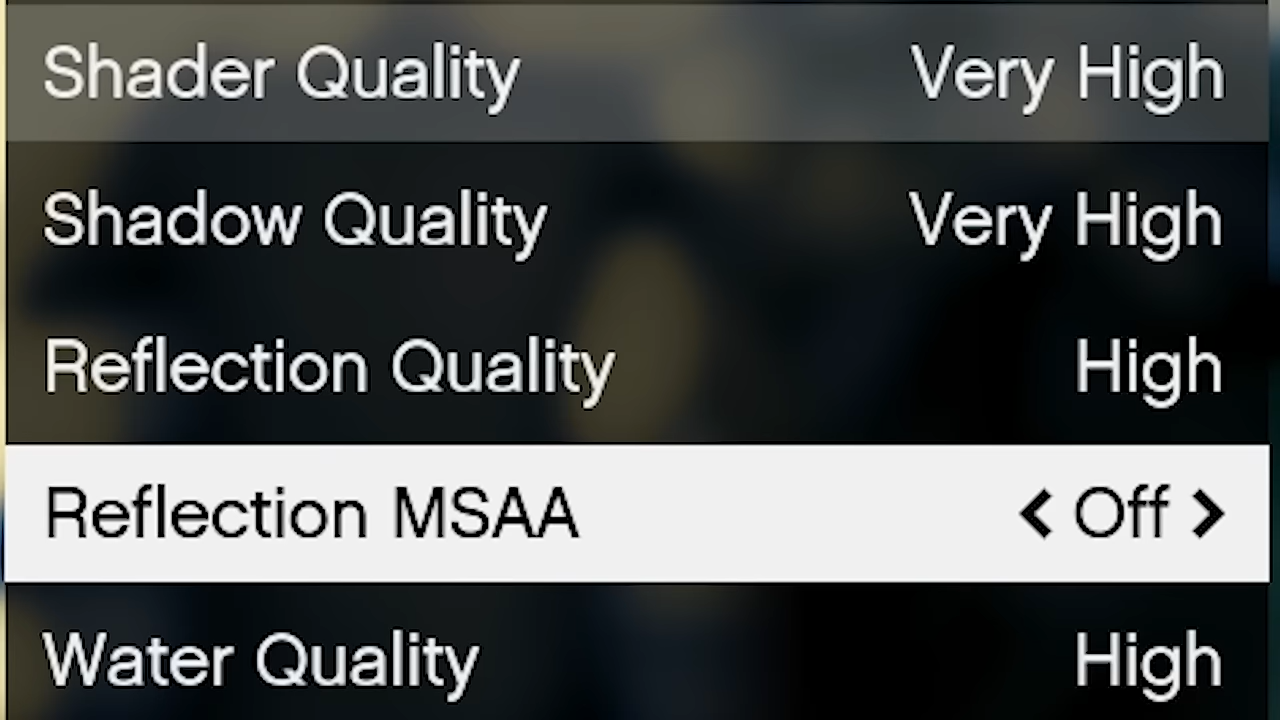 Shader Quality Very High
Shadow Quality Very High
Reflection Quality High
Reflection MSAA < Off >
Water Quality High